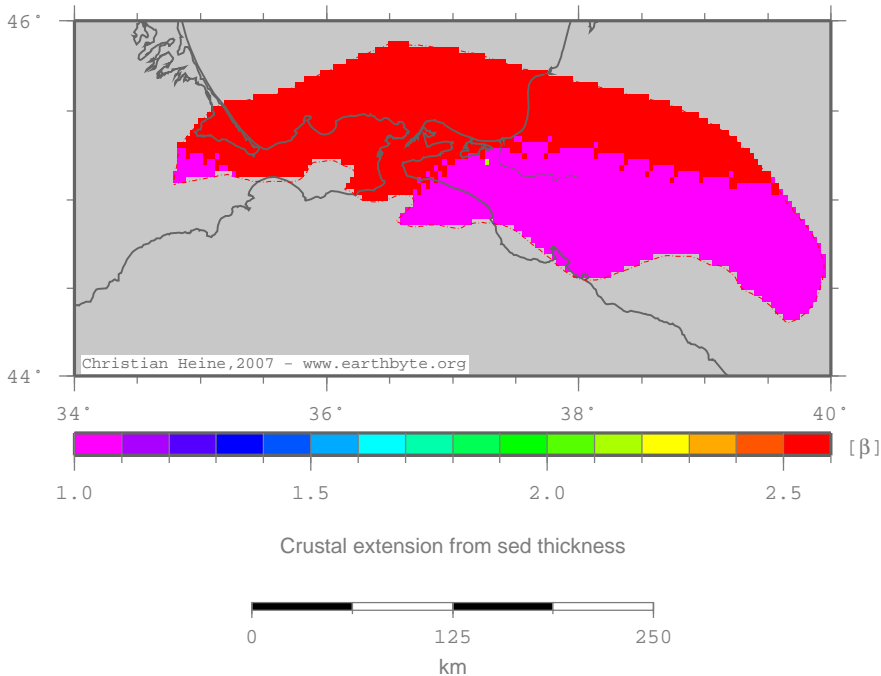 46°
44°
Christian Heine,2007 - www.earthbyte.org
34° 36° 38° 40°
[β]
1.0 1.5 2.0 2.5
Crustal extension from sed thickness
0 125 250
km